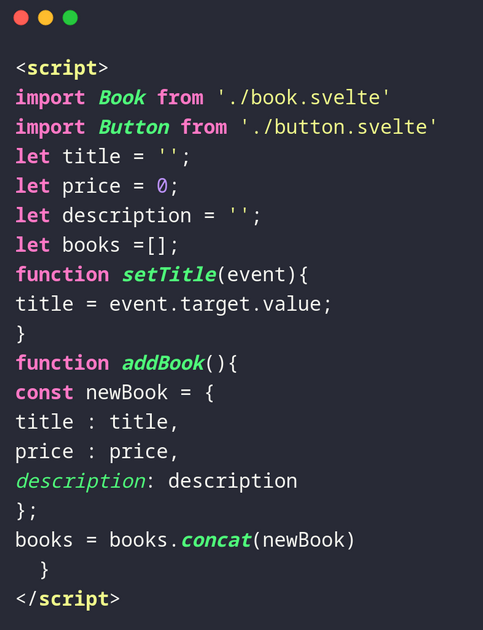 <script>
import Book from './book.svelte'
import Button from './button.svelte'
let title = '';
let price = 0;
let description = '';
let books =[];
function setTitle(event){
title = event.target.value;
}
function addBook(){
const newBook = {
title : title,
price : price,
description: description
};
books = books.concat(newBook)
  }
</script>